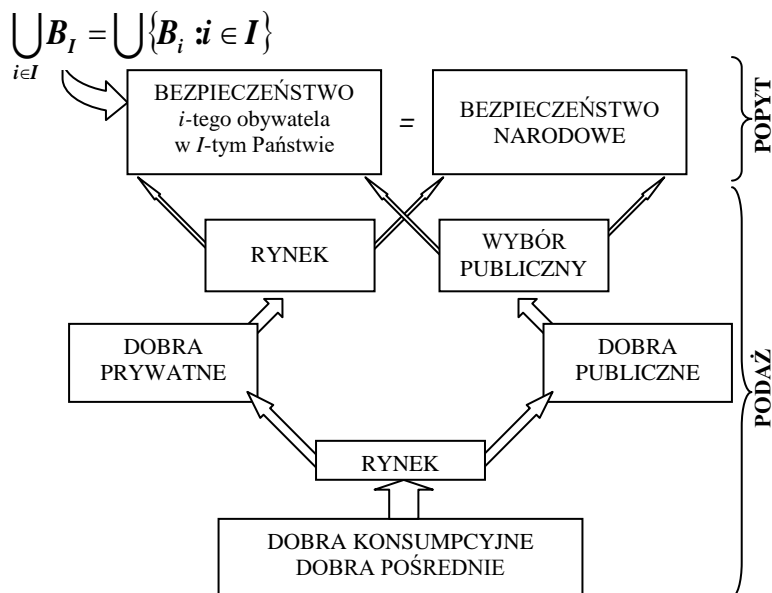 ⋃ B_I = ⋃{B_i : i ∈ I}
i∈I
BEZPIECZEŃSTWO
i-tego obywatela
w I-tym Państwie
=
BEZPIECZEŃSTWO
NARODOWE
POPYT
RYNEK
WYBÓR
PUBLICZNY
DOBRA
PRYWATNE
DOBRA
PUBLICZNE
PODAŻ
RYNEK
DOBRA KONSUMPCYJNE
DOBRA POŚREDNIE